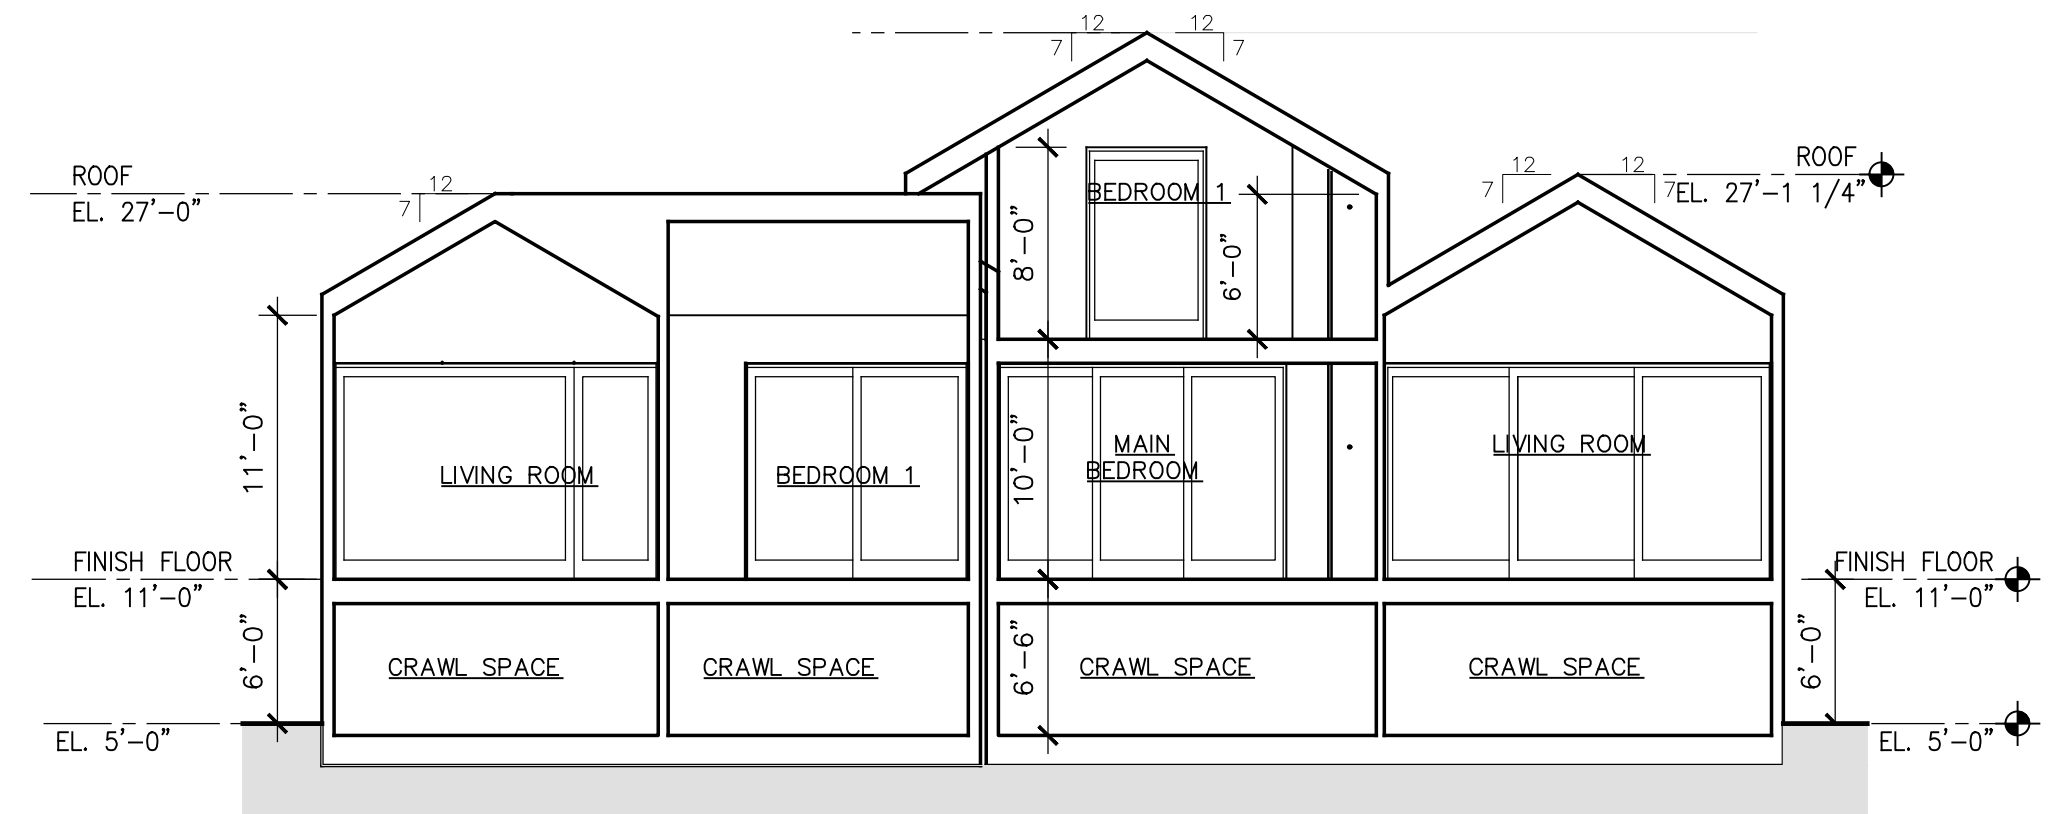 12 12
7 7
ROOF
EL. 27'-0"
12
7
ROOF
EL. 27'-1 1/4"
12 12
7 7
BEDROOM 1
8'-0"
6'-0"
11'-0"
10'-0"
LIVING ROOM
BEDROOM 1
MAIN
BEDROOM
LIVING ROOM
FINISH FLOOR
EL. 11'-0"
FINISH FLOOR
EL. 11'-0"
6'-0"
6'-6"
6'-0"
CRAWL SPACE
CRAWL SPACE
CRAWL SPACE
CRAWL SPACE
EL. 5'-0"
EL. 5'-0"